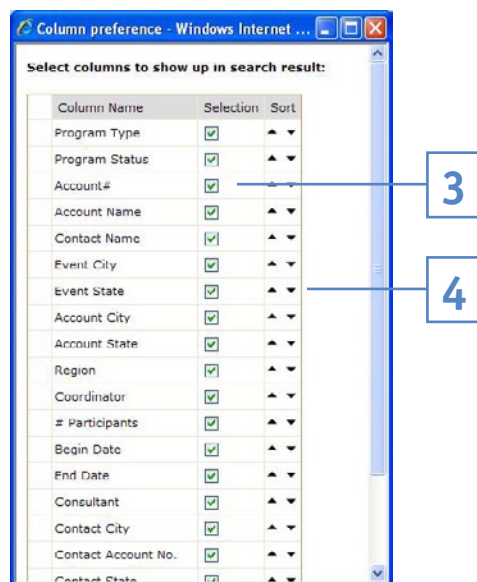 Column preference - Windows Internet ...
Select columns to show up in search result:
Column Name Selection Sort
Program Type
Program Status
Account#
3
Account Name
Contact Name
Event City
Event State
4
Account City
Account State
Region
Coordinator
# Participants
Begin Date
End Date
Consultant
Contact City
Contact Account No.
Contact State